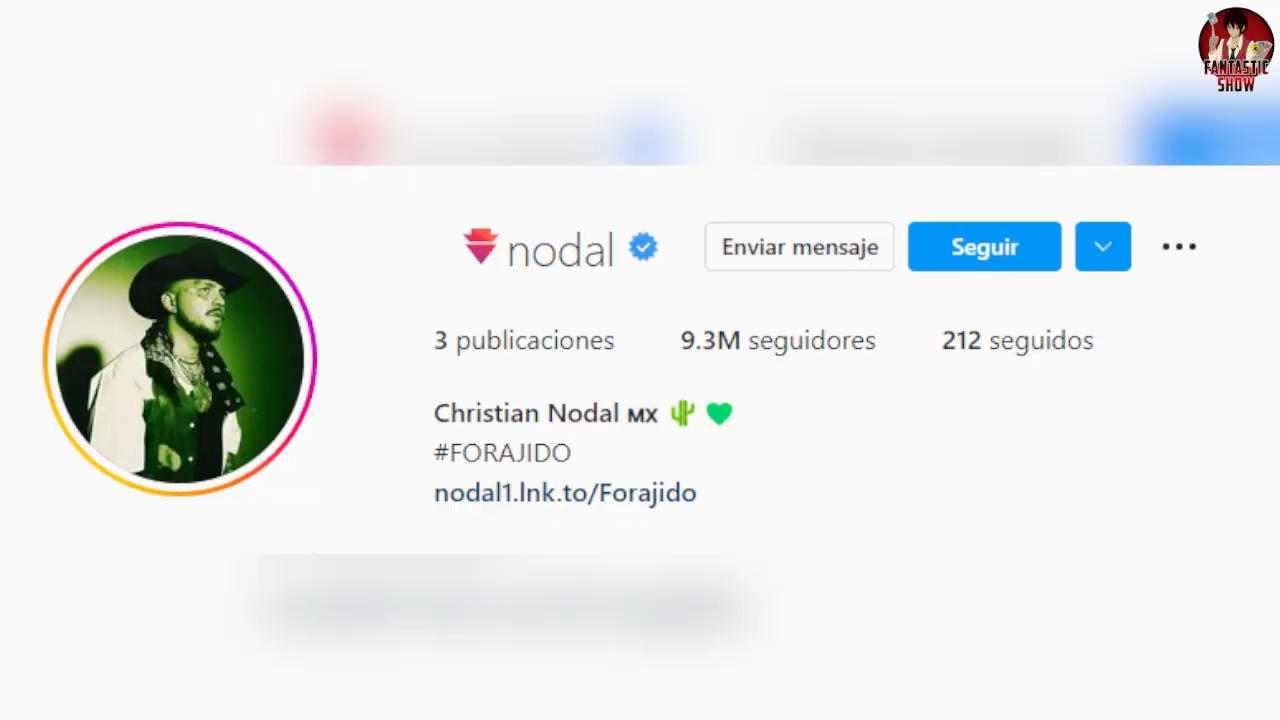 FANTASTIC
SHOW
nodal
Enviar mensaje
Seguir
3 publicaciones
9.3M seguidores
212 seguidos
Christian Nodal MX 🌵 💚
#FORAJIDO
nodal1.lnk.to/Forajido